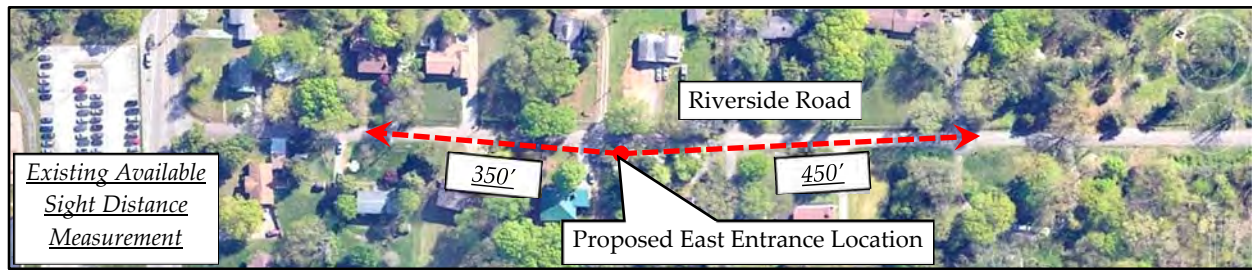 Riverside Road
350’
450’
Existing Available
Sight Distance
Measurement
Proposed East Entrance Location
N